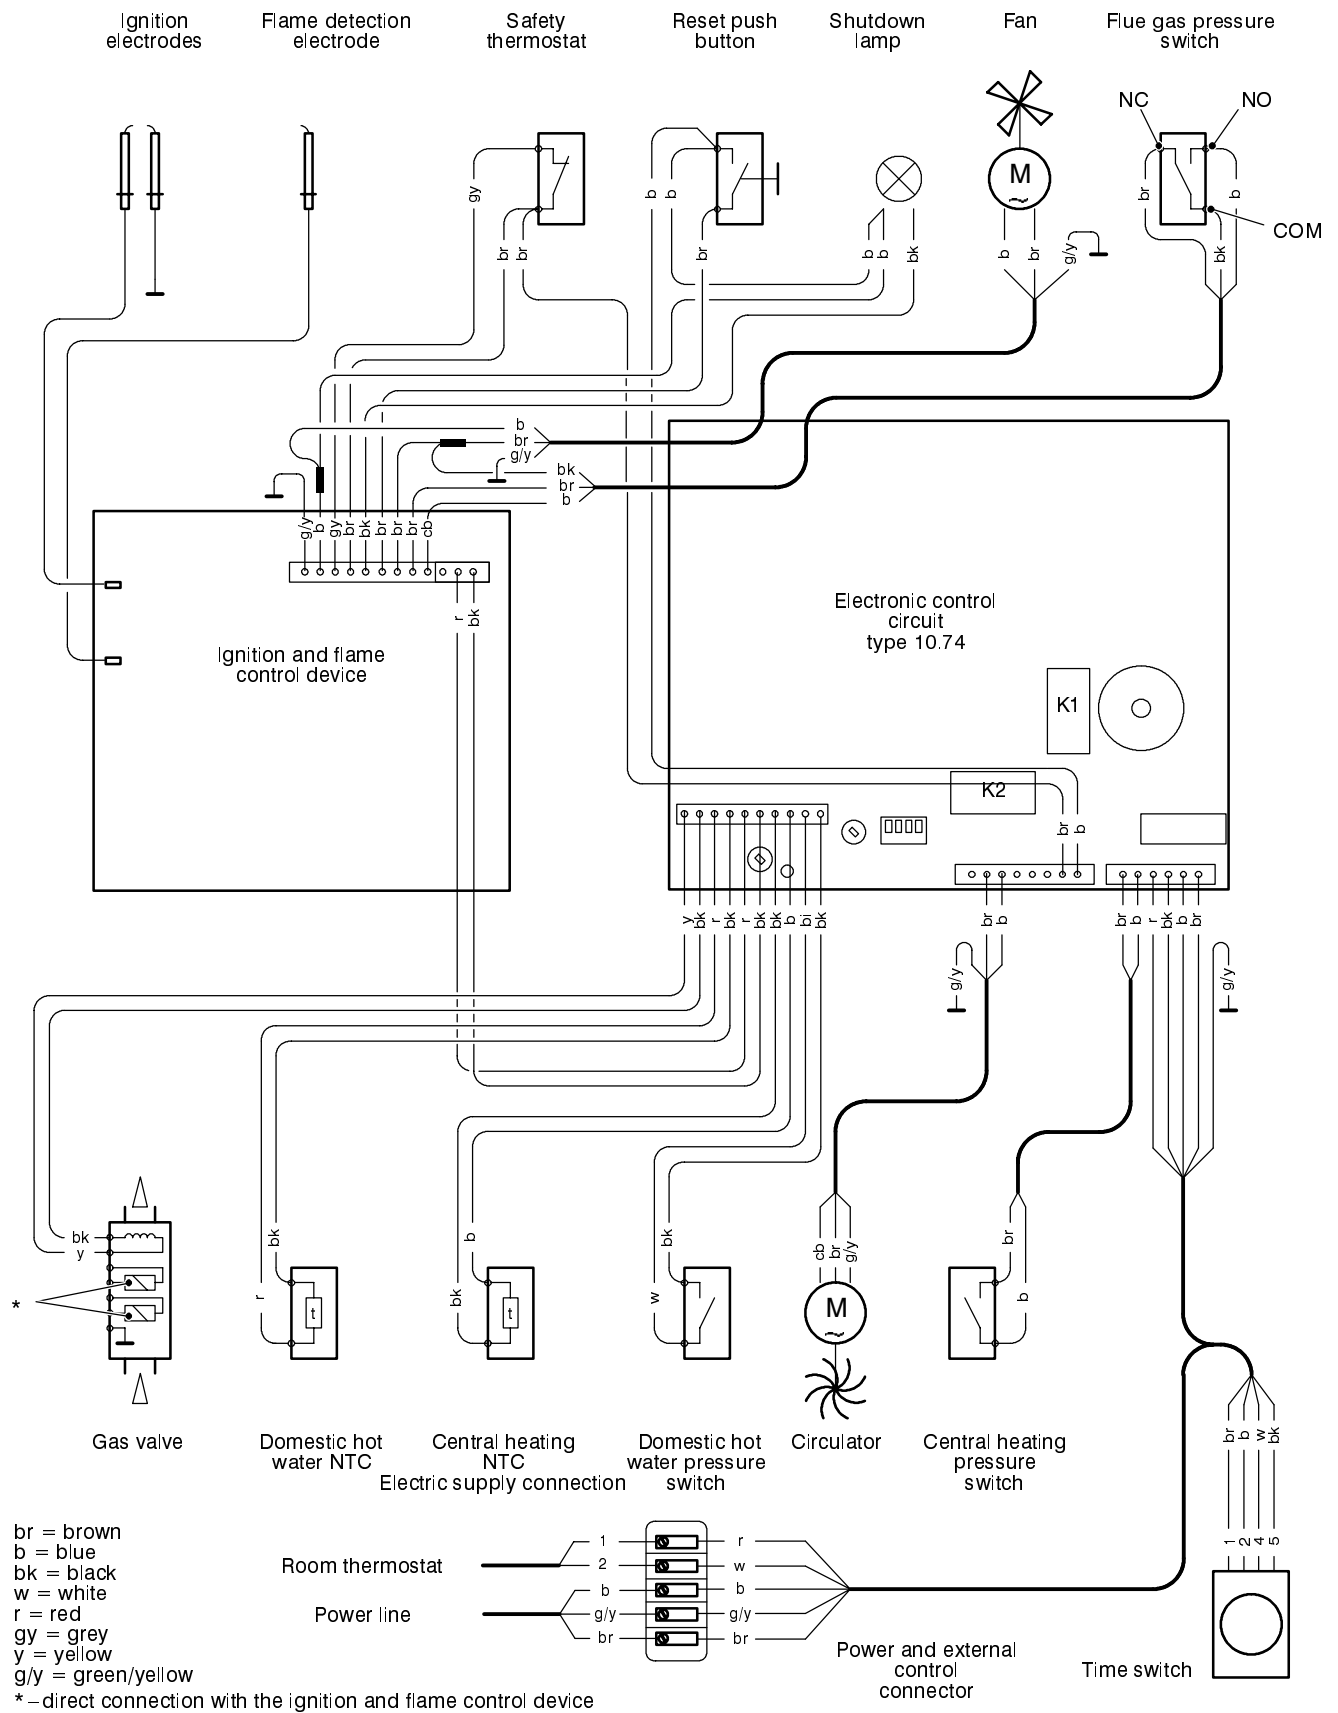 Ignition
electrodes
Flame detection
electrode
Safety
thermostat
Reset push
button
Shutdown
lamp
Fan
Flue gas pressure
switch
NC
NO
M
COM
gy
b
b
br
b
br
br
br
b
b
bk
b
br
g/y
bk
b
br
g/y
bk
br
b
g/y
b
gy
br
bk
br
br
br
cb
r
bk
Electronic control
circuit
type 10.74
Ignition and flame
control device
K1
K2
br
b
y
bk
r
bk
r
bk
bk
b
bi
bk
br
b
br
b
r
bk
b
br
g/y
g/y
bk
y
*
bk
r
t
b
bk
t
bk
w
cb
br
g/y
M
br
b
Gas valve
Domestic hot
water NTC
Central heating
NTC
Domestic hot
water pressure
switch
Circulator
Central heating
pressure
switch
br
b
w
bk
Electric supply connection
br = brown
b = blue
bk = black
w = white
r = red
gy = grey
y = yellow
g/y = green/yellow
* – direct connection with the ignition and flame control device
Room thermostat
Power line
1
2
b
g/y
br
r
w
b
g/y
br
Power and external
control
connector
1
2
4
5
Time switch